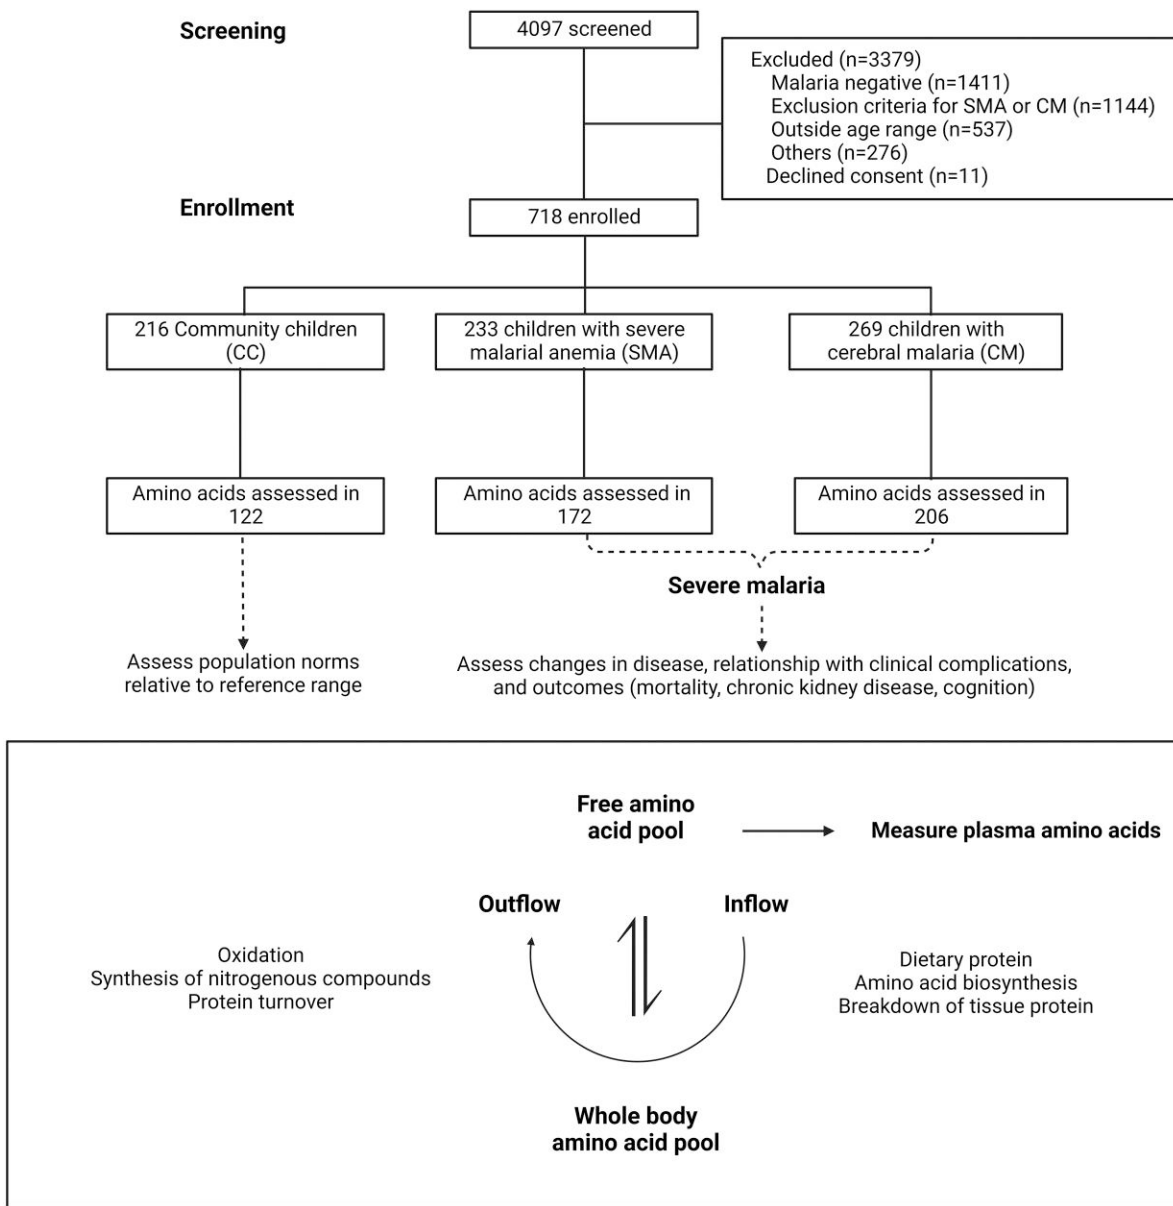 Screening
4097 screened
Excluded (n=3379)
Malaria negative (n=1411)
Exclusion criteria for SMA or CM (n=1144)
Outside age range (n=537)
Others (n=276)
Declined consent (n=11)
Enrollment
718 enrolled
216 Community children
(CC)
233 children with severe
malarial anemia (SMA)
269 children with
cerebral malaria (CM)
Amino acids assessed in
122
Amino acids assessed in
172
Amino acids assessed in
206
Severe malaria
Assess population norms
relative to reference range
Assess changes in disease, relationship with clinical complications,
and outcomes (mortality, chronic kidney disease, cognition)
Free amino
acid pool
Measure plasma amino acids
Outflow
Inflow
Oxidation
Synthesis of nitrogenous compounds
Protein turnover
Dietary protein
Amino acid biosynthesis
Breakdown of tissue protein
Whole body
amino acid pool